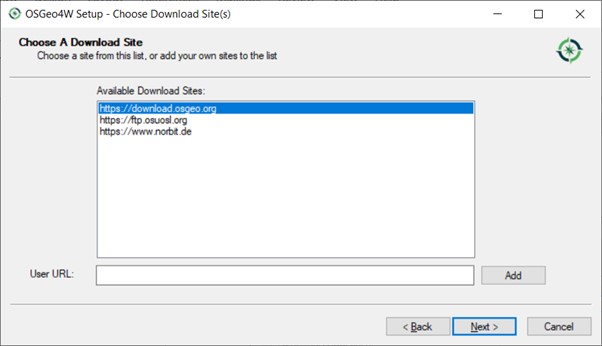 OSGeo4W Setup - Choose Download Site(s)
Choose A Download Site
Choose a site from this list, or add your own sites to the list
Available Download Sites:
https://download.osgeo.org
https://ftp.osuosl.org
https://www.norbit.de
User URL:
Add
< Back
Next >
Cancel